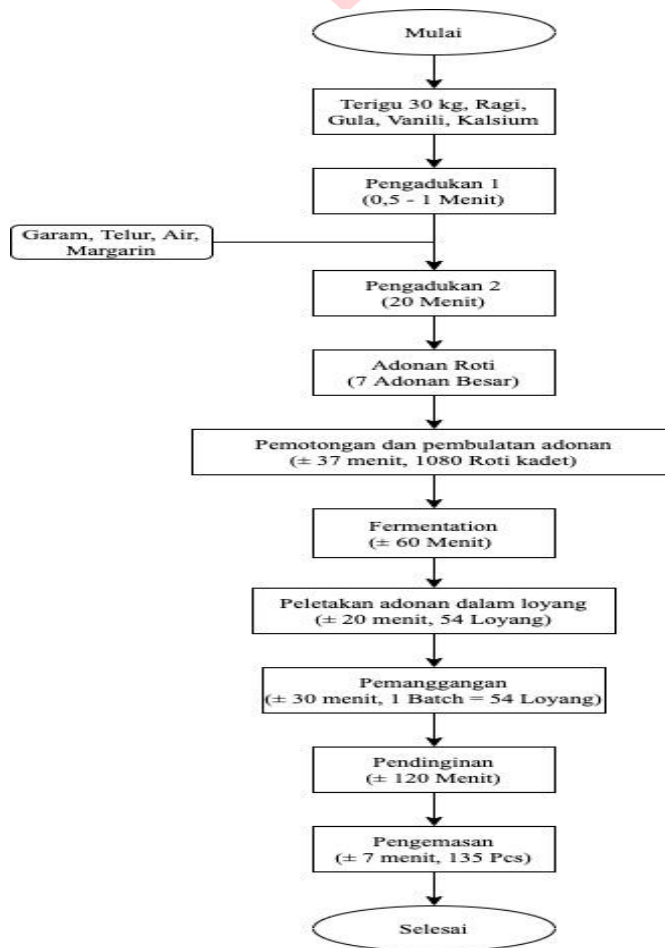 Mulai
Terigu 30 kg, Ragi,
Gula, Vanili, Kalsium
Pengadukan 1
(0,5 - 1 Menit)
Garam, Telur, Air,
Margarin
Pengadukan 2
(20 Menit)
Adonan Roti
(7 Adonan Besar)
Pemotongan dan pembulatan adonan
(± 37 menit, 1080 Roti kadet)
Fermentation
(± 60 Menit)
Peletakan adonan dalam loyang
(± 20 menit, 54 Loyang)
Pemanggangan
(± 30 menit, 1 Batch = 54 Loyang)
Pendinginan
(± 120 Menit)
Pengemasan
(± 7 menit, 135 Pcs)
Selesai